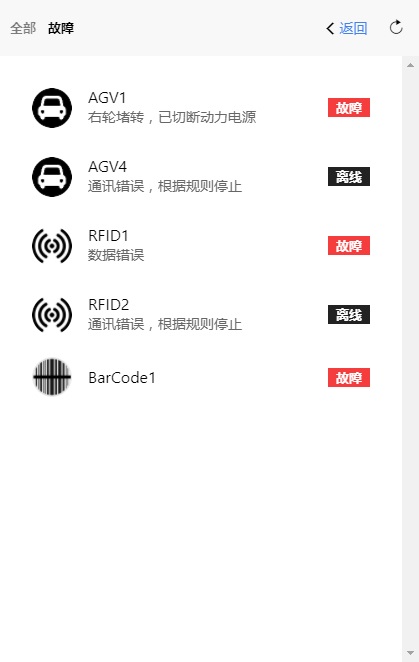 全部 故障 返回
AGV1
右轮堵转，已切断动力电源
故障
AGV4
通讯错误，根据规则停止
离线
RFID1
数据错误
故障
RFID2
通讯错误，根据规则停止
离线
BarCode1
故障